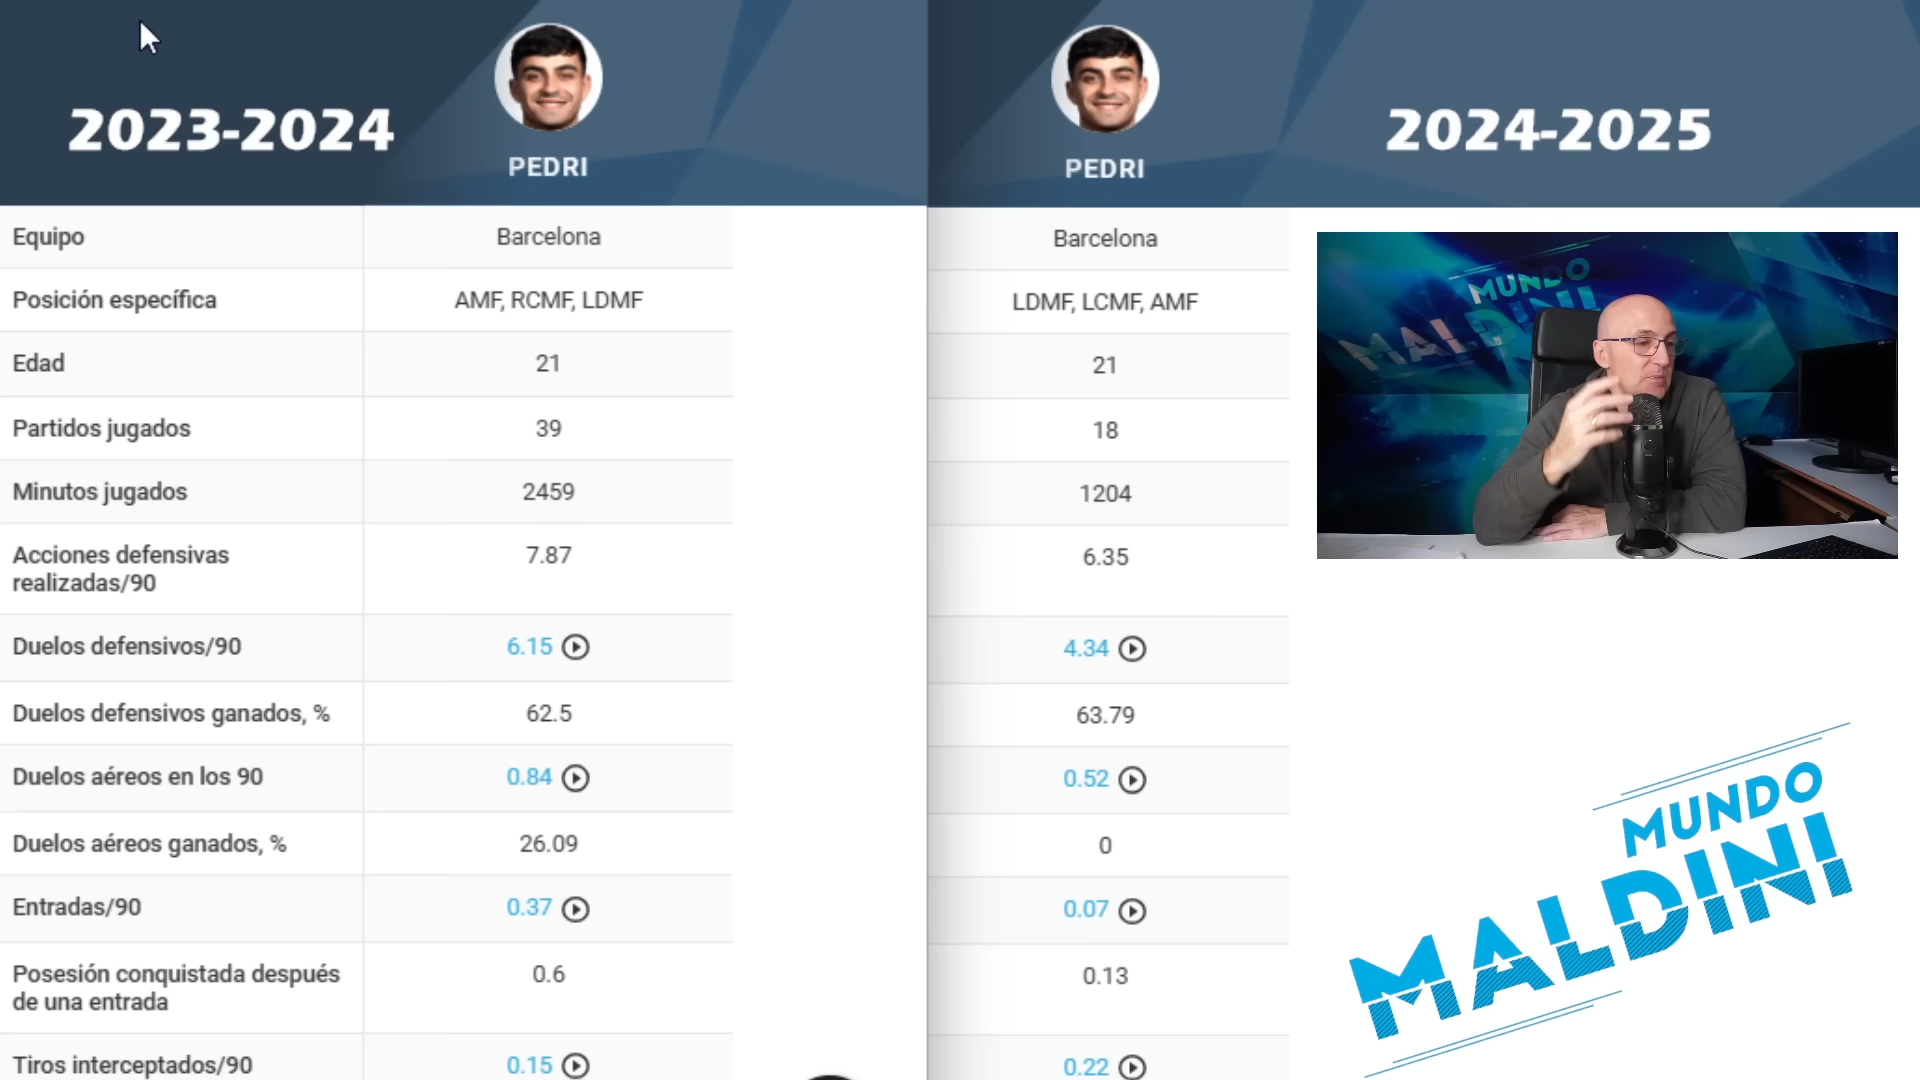 2023-2024
PEDRI
PEDRI
2024-2025
Equipo Barcelona Barcelona
Posición específica AMF, RCMF, LDMF LDMF, LCMF, AMF
Edad 21 21
Partidos jugados 39 18
Minutos jugados 2459 1204
Acciones defensivas
realizadas/90 7.87 6.35
Duelos defensivos/90 6.15 4.34
Duelos defensivos ganados, % 62.5 63.79
Duelos aéreos en los 90 0.84 0.52
Duelos aéreos ganados, % 26.09 0
Entradas/90 0.37 0.07
Posesión conquistada después
de una entrada 0.6 0.13
Tiros interceptados/90 0.15 0.22
MUNDO
MALDINI
MUNDO
MALDINI